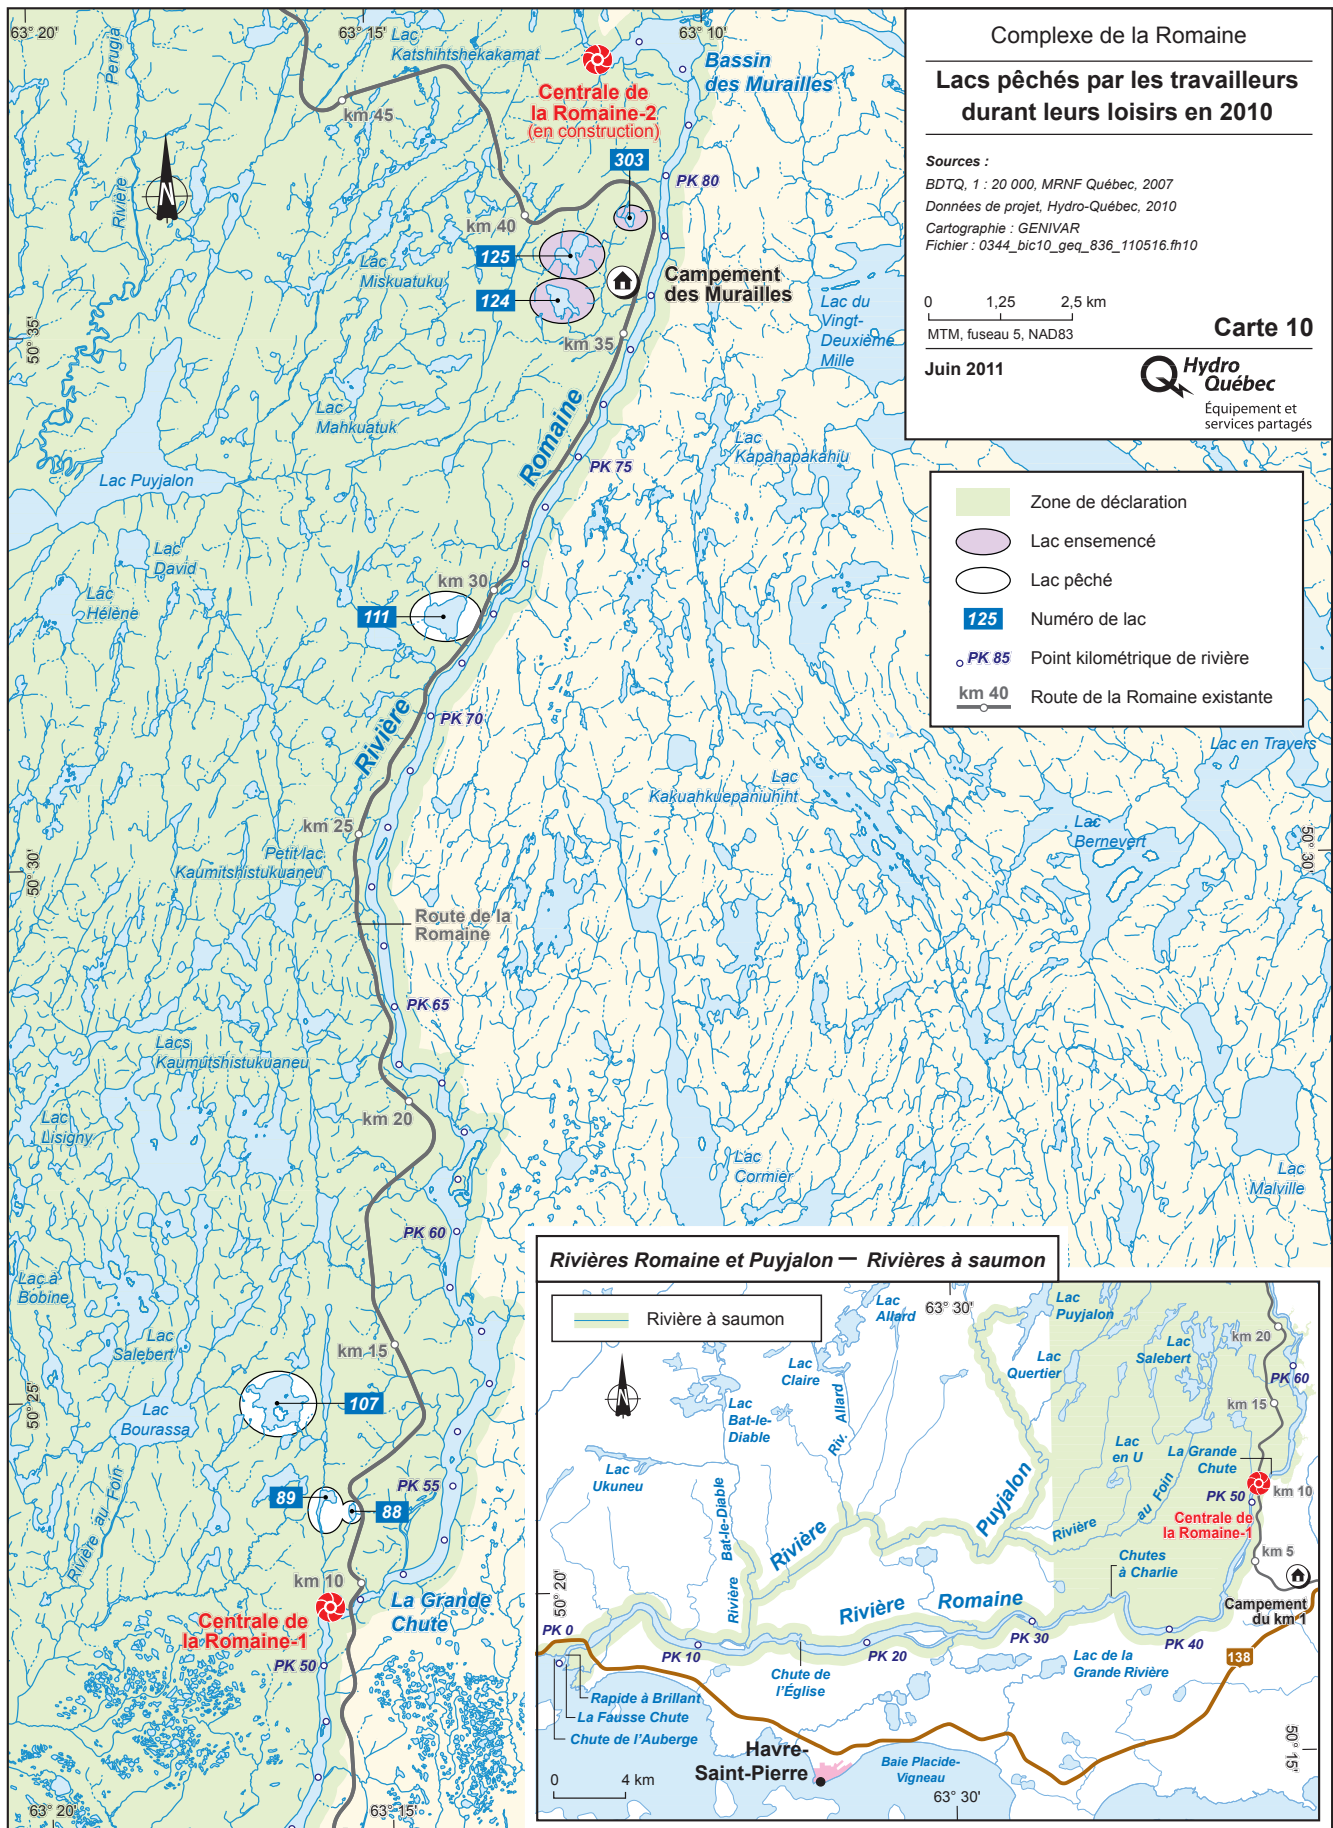 Complexe de la Romaine
Lacs pêchés par les travailleurs
durant leurs loisirs en 2010
Sources :
BDTQ, 1 : 20 000, MRNF Québec, 2007
Données de projet, Hydro-Québec, 2010
Cartographie : GENIVAR
Fichier : 0344_bic10_geq_836_110516.fh10
0 1,25 2,5 km
MTM, fuseau 5, NAD83
Carte 10
Juin 2011
Hydro
Québec
Équipement et
services partagés
Zone de déclaration
Lac ensemencé
Lac pêché
125 Numéro de lac
PK 85 Point kilométrique de rivière
km 40 Route de la Romaine existante
63° 20'
63° 15'
63° 10'
Lac
Katshihtshekakamat
Perugia
Rivière
Bassin
des Murailles
Centrale de
la Romaine-2
(en construction)
km 45
303
PK 80
N
km 40
125
Lac
Miskuatuku
124
Campement
des Murailles
Lac du
Vingt-
Deuxième
Mille
50° 35'
km 35
Lac
Mahkuatuk
Romaine
Lac
Kapahapakahiu
PK 75
Lac Puyjalon
Lac
David
Lac
Hélène
km 30
111
Rivière
PK 70
Lac en Travers
Lac
Kakuahkuepaniuhiht
km 25
Lac
Bernevert
Petit lac
Kaumitshistukuaneu
50° 30'
50° 30'
Route de la
Romaine
PK 65
Lacs
Kaumutshistukuaneu
km 20
Lac
Lisigny
Lac
Cormier
Lac
Malville
PK 60
Lac à
Bobine
Lac
Salebert
km 15
107
50° 25'
Lac
Bourassa
PK 55
89
88
Rivière au Foin
km 10
La Grande
Chute
Centrale de
la Romaine-1
PK 50
63° 20'
63° 15'
Rivières Romaine et Puyjalon — Rivières à saumon
Rivière à saumon
Lac
Allard
63° 30'
Lac
Puyjalon
km 20
Lac
Salebert
Lac
Quertier
PK 60
Lac
Claire
N
Riv. Allard
Lac
Bat-le-
Diable
km 15
Lac
en U
La Grande
Chute
Lac
Ukuneu
km 10
PK 50
Centrale de
la Romaine-1
Rivière au Foin
Rivière Puyjalon
Rivière Bat-le-Diable
Chutes
à Charlie
km 5
Campement
du km 1
50° 20'
Rivière Romaine
PK 0
PK 10
PK 20
PK 30
PK 40
138
Chute de
l'Église
Lac de la
Grande Rivière
Rapide à Brillant
La Fausse Chute
Chute de l'Auberge
Havre-
Saint-Pierre
Baie Placide-
Vigneau
50° 15'
0 4 km
63° 30'